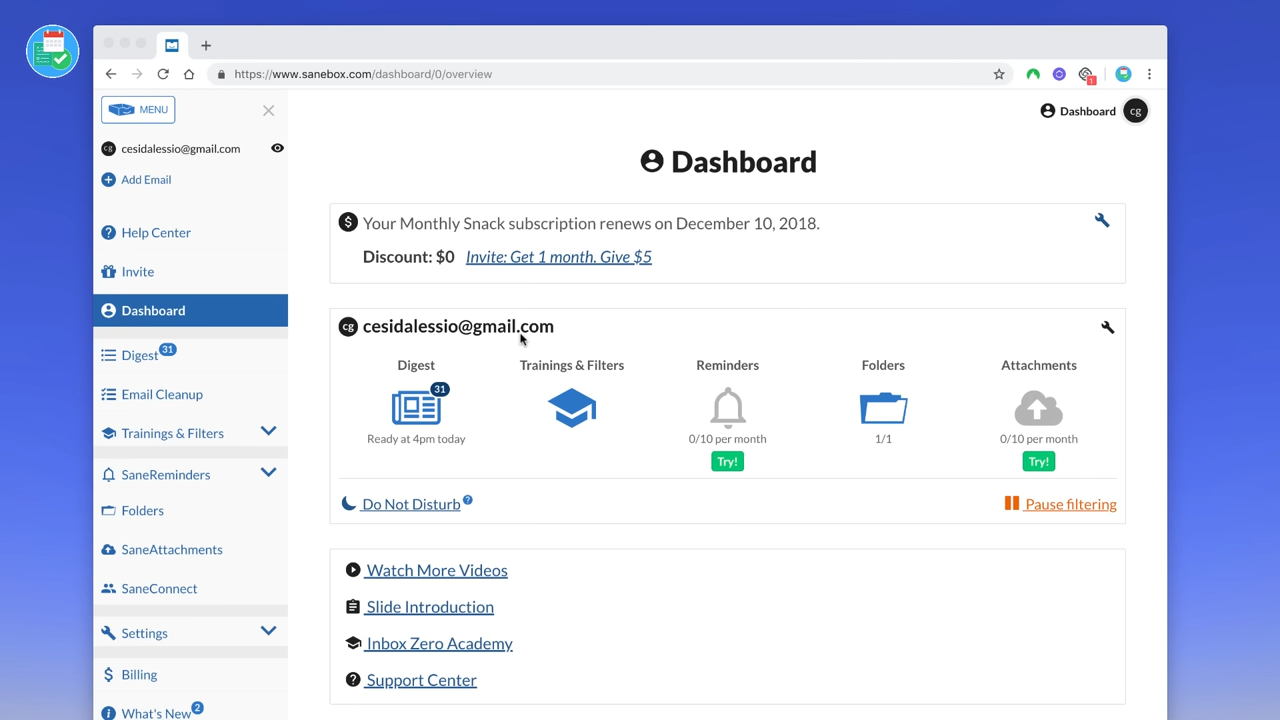 https://www.sanebox.com/dashboard/0/overview
1
MENU
cg cesidalessio@gmail.com
Add Email
Help Center
Invite
Dashboard
Digest 31
Email Cleanup
Trainings & Filters
SaneReminders
Folders
SaneAttachments
SaneConnect
Settings
Billing
What's New 2
Dashboard cg
Dashboard
Your Monthly Snack subscription renews on December 10, 2018.
Discount: $0 Invite: Get 1 month. Give $5
cg cesidalessio@gmail.com
Digest Trainings & Filters Reminders Folders Attachments
31
Ready at 4pm today 0/10 per month 1/1 0/10 per month
Try! Try!
Do Not Disturb ? Pause filtering
Watch More Videos
Slide Introduction
Inbox Zero Academy
Support Center